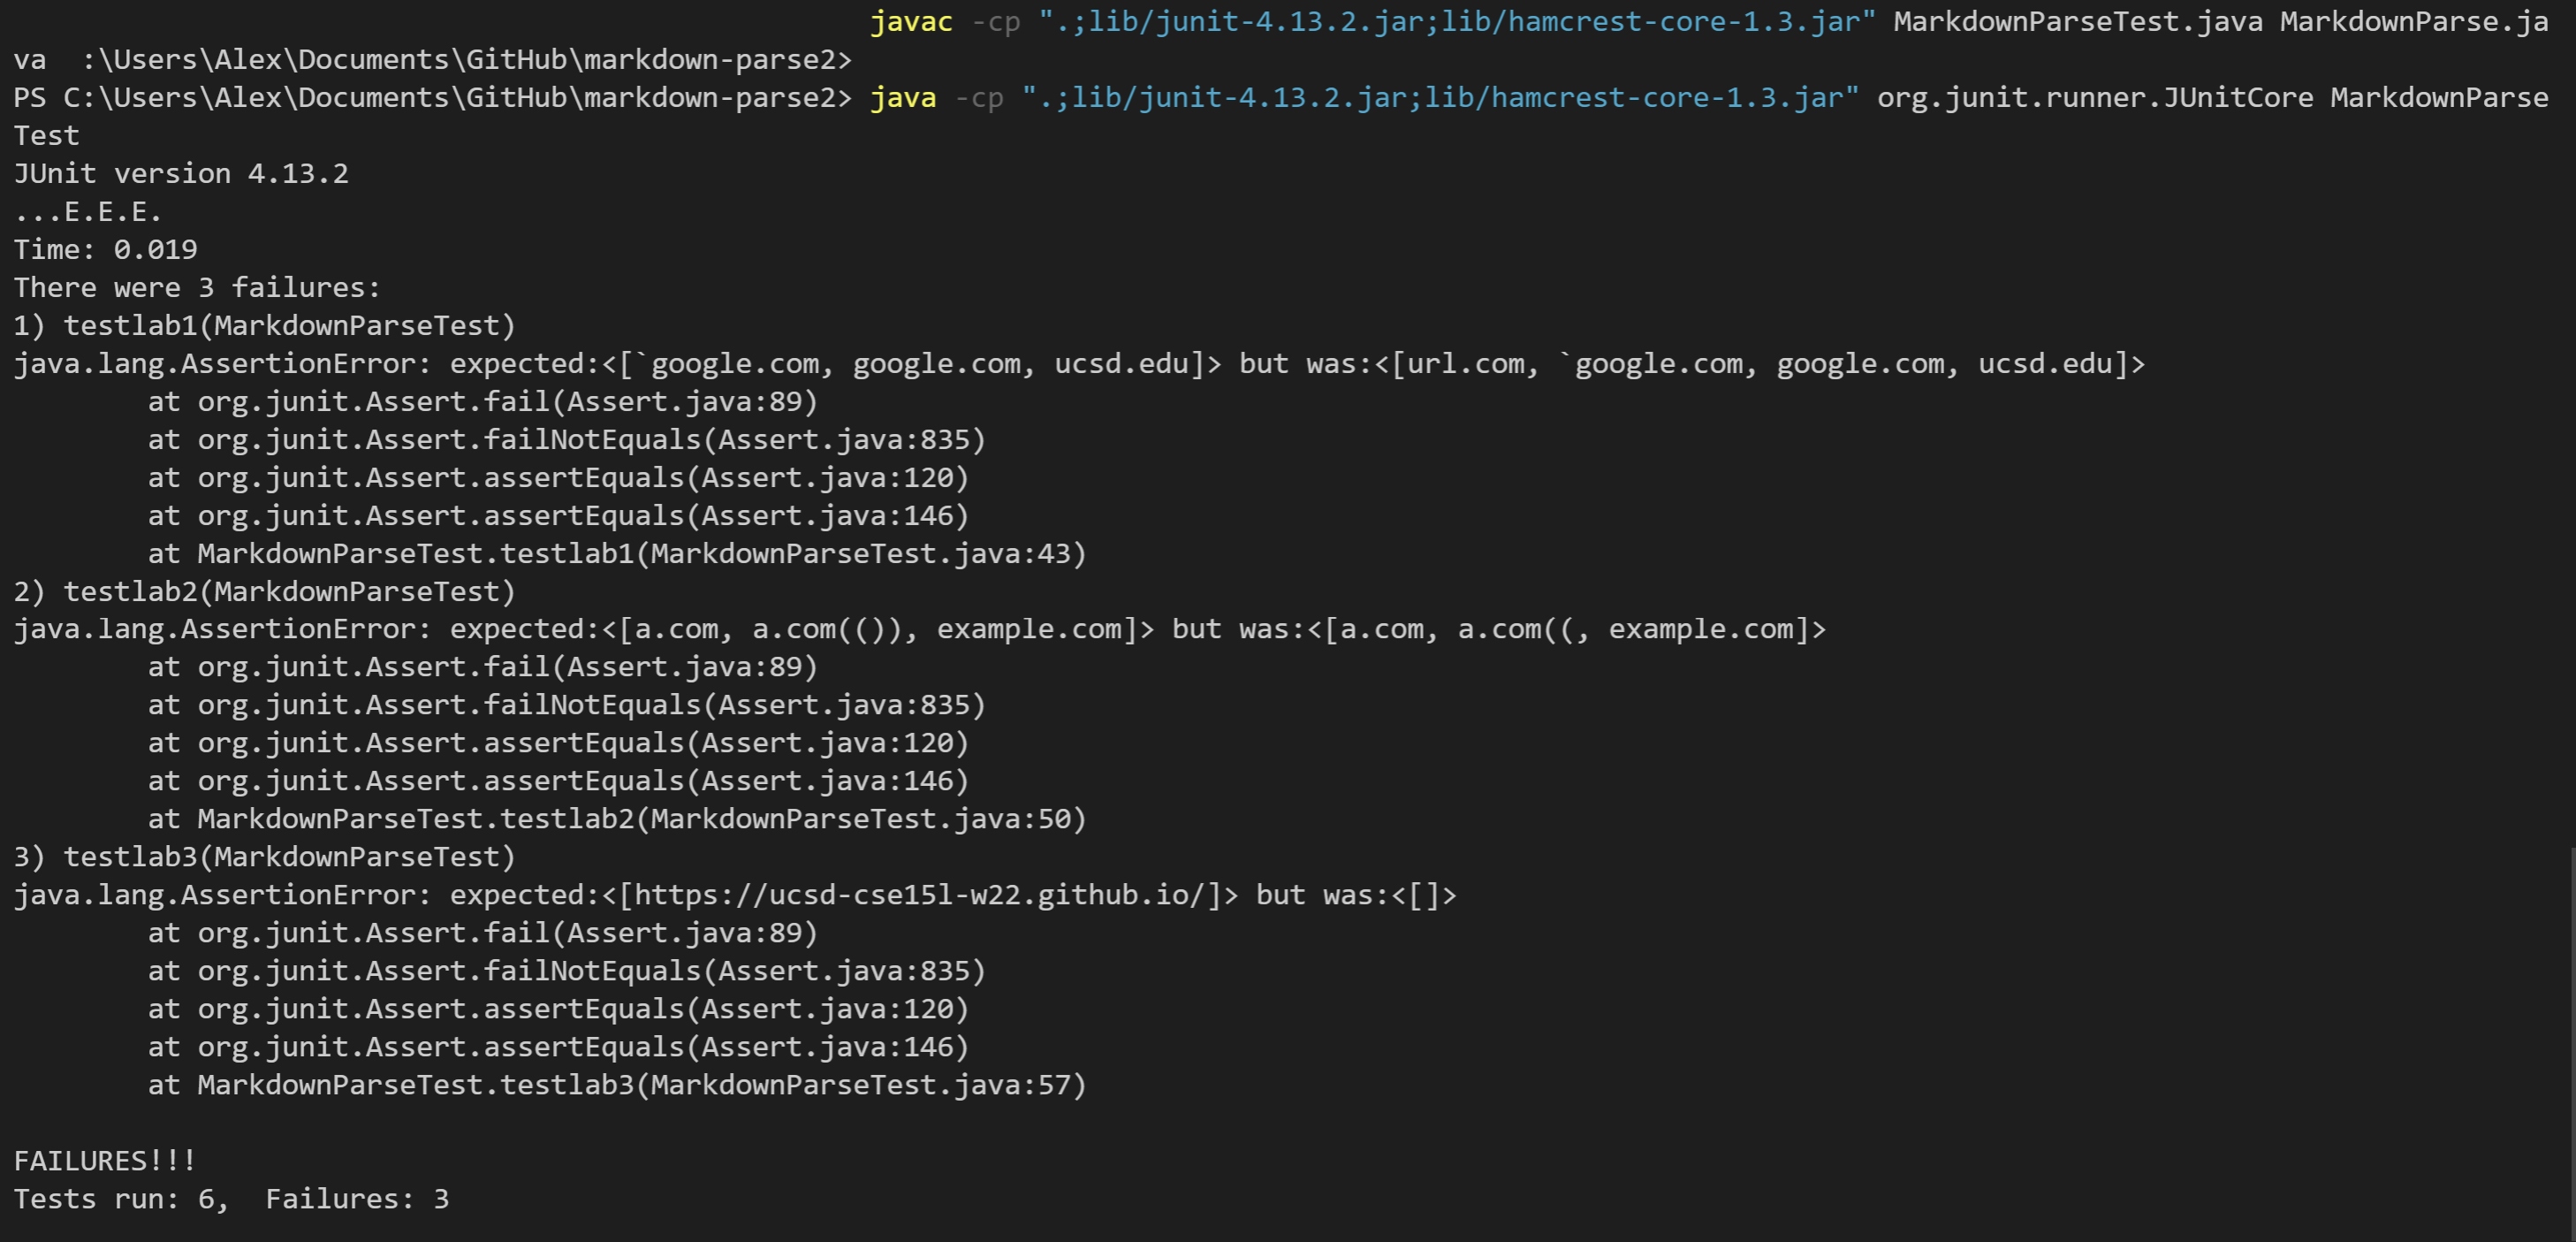 javac -cp ".;lib/junit-4.13.2.jar;lib/hamcrest-core-1.3.jar" MarkdownParseTest.java MarkdownParse.ja
va  :\Users\Alex\Documents\GitHub\markdown-parse2>
PS C:\Users\Alex\Documents\GitHub\markdown-parse2> java -cp ".;lib/junit-4.13.2.jar;lib/hamcrest-core-1.3.jar" org.junit.runner.JUnitCore MarkdownParse
Test
JUnit version 4.13.2
...E.E.E.
Time: 0.019
There were 3 failures:
1) testlab1(MarkdownParseTest)
java.lang.AssertionError: expected:<[`google.com, google.com, ucsd.edu]> but was:<[url.com, `google.com, google.com, ucsd.edu]>
        at org.junit.Assert.fail(Assert.java:89)
        at org.junit.Assert.failNotEquals(Assert.java:835)
        at org.junit.Assert.assertEquals(Assert.java:120)
        at org.junit.Assert.assertEquals(Assert.java:146)
        at MarkdownParseTest.testlab1(MarkdownParseTest.java:43)
2) testlab2(MarkdownParseTest)
java.lang.AssertionError: expected:<[a.com, a.com(()), example.com]> but was:<[a.com, a.com((, example.com]>
        at org.junit.Assert.fail(Assert.java:89)
        at org.junit.Assert.failNotEquals(Assert.java:835)
        at org.junit.Assert.assertEquals(Assert.java:120)
        at org.junit.Assert.assertEquals(Assert.java:146)
        at MarkdownParseTest.testlab2(MarkdownParseTest.java:50)
3) testlab3(MarkdownParseTest)
java.lang.AssertionError: expected:<[https://ucsd-cse15l-w22.github.io/]> but was:<[]>
        at org.junit.Assert.fail(Assert.java:89)
        at org.junit.Assert.failNotEquals(Assert.java:835)
        at org.junit.Assert.assertEquals(Assert.java:120)
        at org.junit.Assert.assertEquals(Assert.java:146)
        at MarkdownParseTest.testlab3(MarkdownParseTest.java:57)

FAILURES!!!
Tests run: 6,  Failures: 3